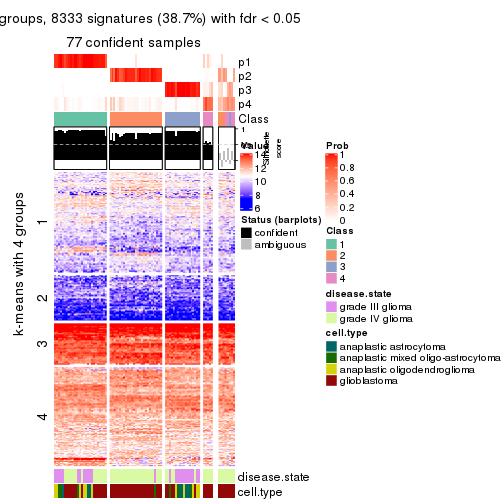 groups, 8333 signatures (38.7%) with fdr < 0.05
77 confident samples
p1
p2
p3
p4
Class
1
Silhouette
score
Value
14
12
10
8
6
Status (barplots)
confident
ambiguous
Prob
1
0.8
0.6
0.4
0.2
0
Class
1
2
3
4
disease.state
grade III glioma
grade IV glioma
cell.type
anaplastic astrocytoma
anaplastic mixed oligo-astrocytoma
anaplastic oligodendroglioma
glioblastoma
k-means with 4 groups
1
2
3
4
disease.state
cell.type